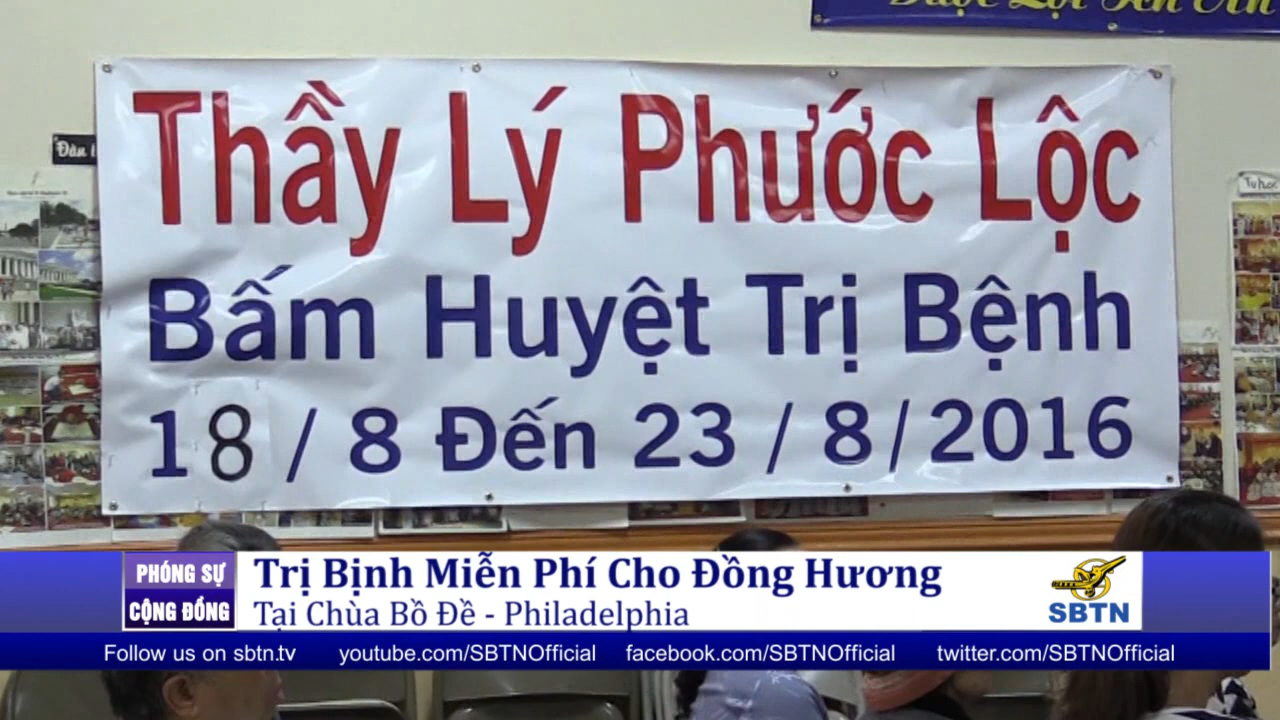 Thầy Lý Phước Lộc
Bấm Huyệt Trị Bệnh
18 / 8 Đến 23 / 8 / 2016
PHÓNG SỰ
CỘNG ĐỒNG
Trị Bịnh Miễn Phí Cho Đồng Hương
Tại Chùa Bồ Đề - Philadelphia
SBTN
Follow us on sbtn.tv youtube.com/SBTNOfficial facebook.com/SBTNOfficial twitter.com/SBTNOfficial